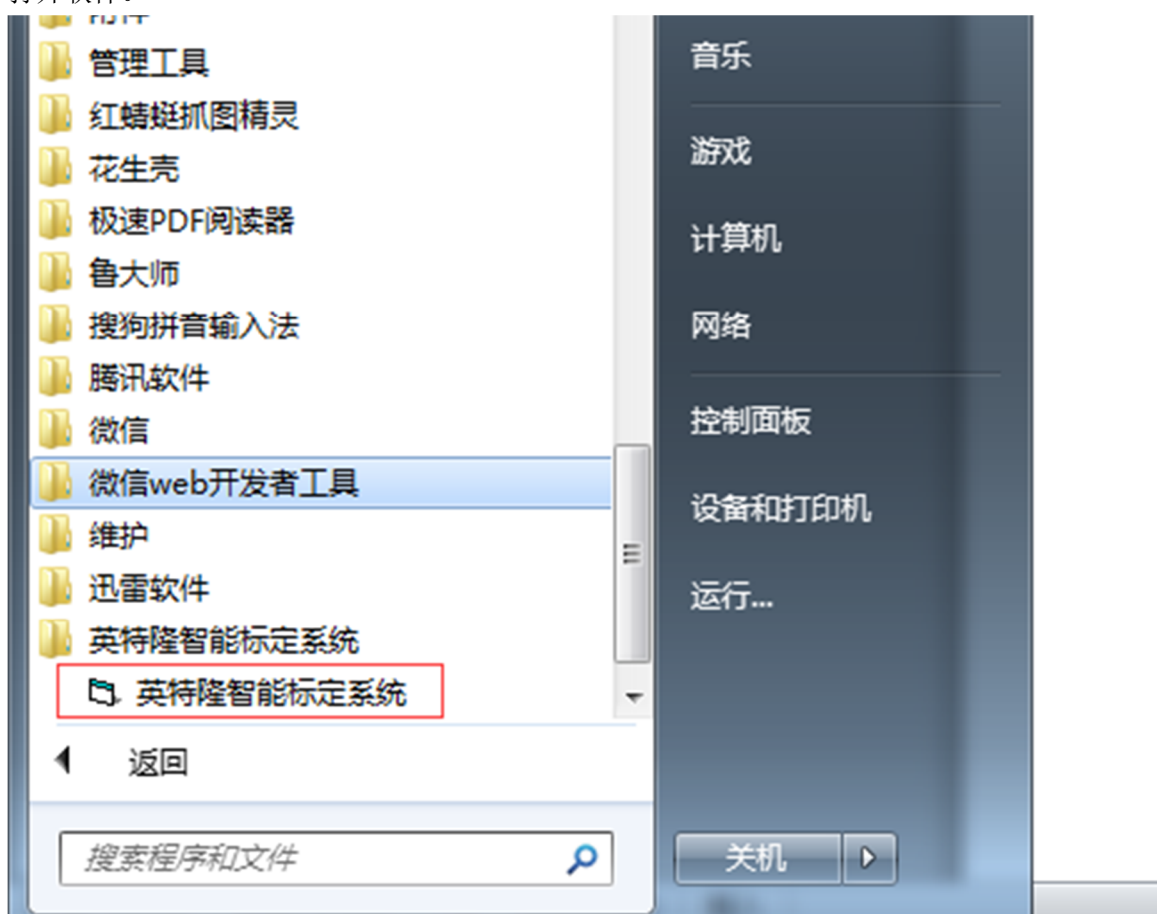 管理工具
红蜻蜓抓图精灵
花生壳
极速PDF阅读器
鲁大师
搜狗拼音输入法
腾讯软件
微信
微信web开发者工具
维护
迅雷软件
英特隆智能标定系统
英特隆智能标定系统
返回
搜索程序和文件
音乐
游戏
计算机
网络
控制面板
设备和打印机
运行...
关机